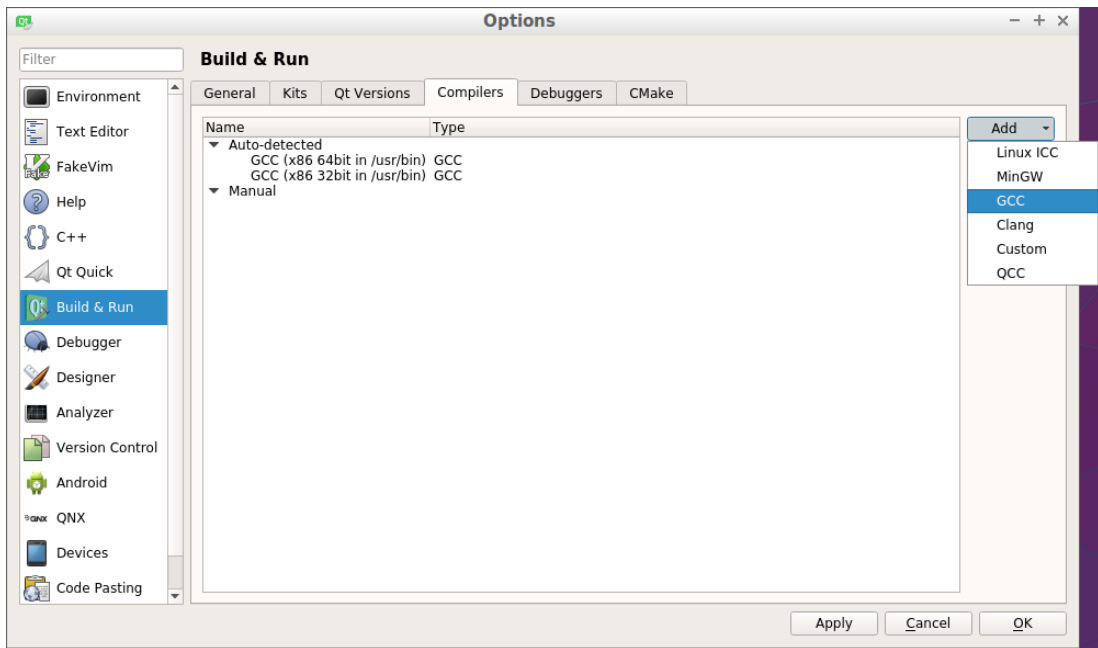 Options
Filter
Build & Run
Environment
Text Editor
FakeVim
Help
C++
Qt Quick
Build & Run
Debugger
Designer
Analyzer
Version Control
Android
QNX
Devices
Code Pasting
General Kits Qt Versions Compilers Debuggers CMake
Name Type
Auto-detected
GCC (x86 64bit in /usr/bin) GCC
GCC (x86 32bit in /usr/bin) GCC
Manual
Add
Linux ICC
MinGW
GCC
Clang
Custom
QCC
Apply Cancel OK